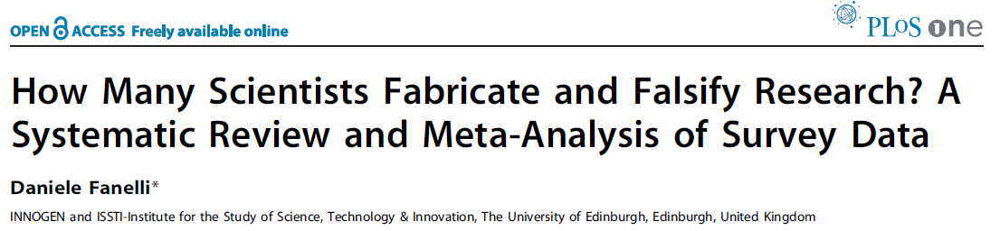 OPEN ACCESS Freely available online
PLoS one
How Many Scientists Fabricate and Falsify Research? A
Systematic Review and Meta-Analysis of Survey Data
Daniele Fanelli*
INNOGEN and ISSTI-Institute for the Study of Science, Technology & Innovation, The University of Edinburgh, Edinburgh, United Kingdom